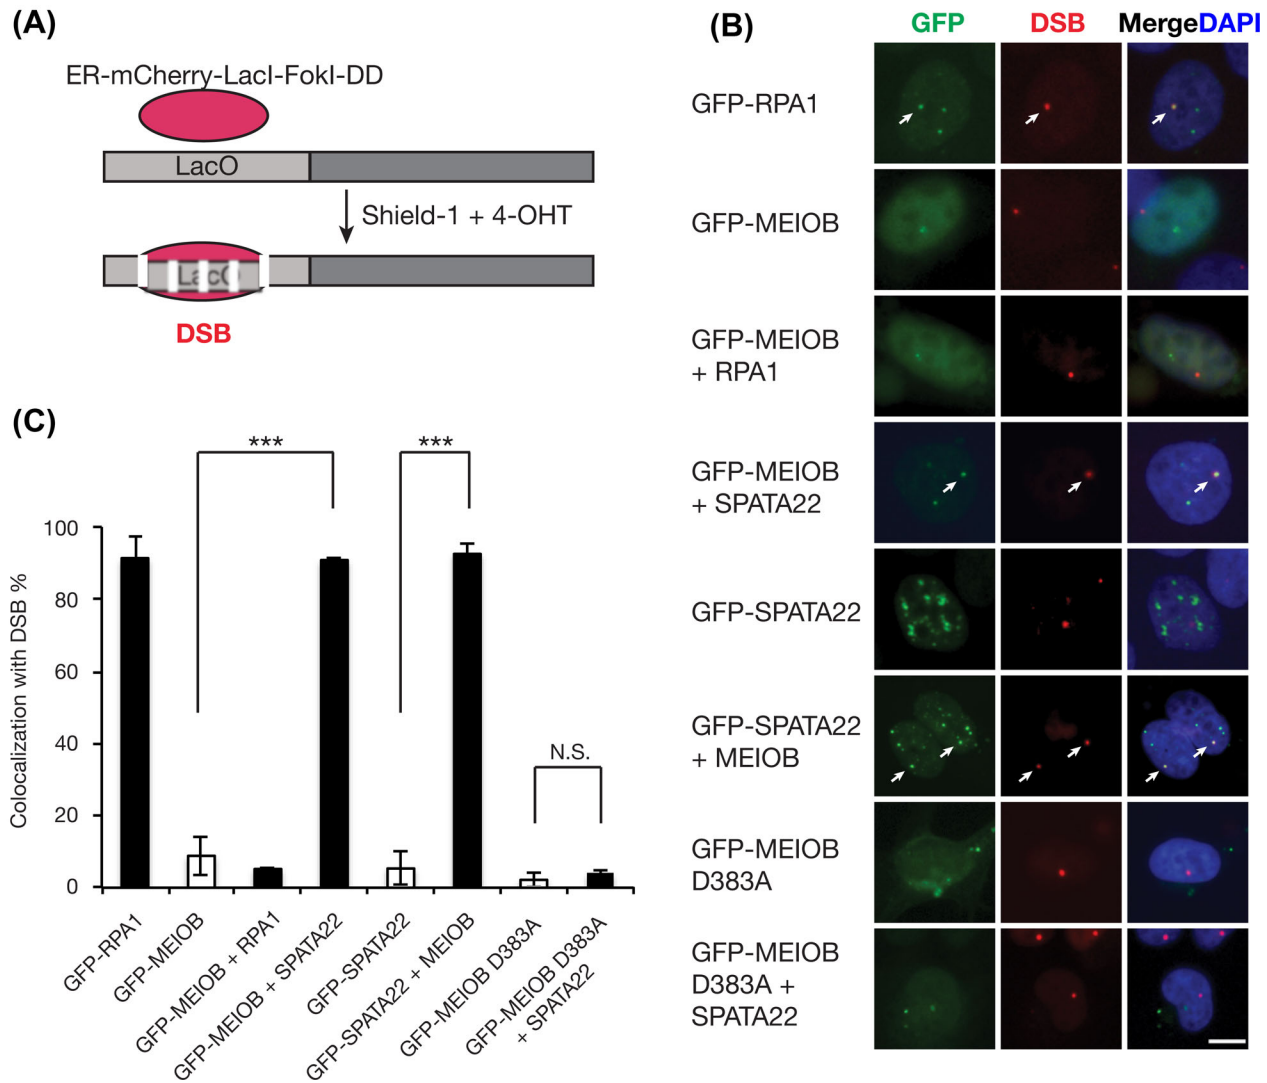 (A)
ER-mCherry-LacI-FokI-DD
LacO
Shield-1 + 4-OHT
LacO
DSB
(B)
GFP DSB MergeDAPI
GFP-RPA1
GFP-MEIOB
GFP-MEIOB
+ RPA1
GFP-MEIOB
+ SPATA22
GFP-SPATA22
GFP-SPATA22
+ MEIOB
GFP-MEIOB
D383A
GFP-MEIOB
D383A +
SPATA22
(C)
*** ***
N.S.
Colocalization with DSB %
100
80
60
40
20
0
GFP-RPA1
GFP-MEIOB
GFP-MEIOB + RPA1
GFP-MEIOB + SPATA22
GFP-SPATA22
GFP-SPATA22 + MEIOB
GFP-MEIOB D383A
GFP-MEIOB D383A
+ SPATA22